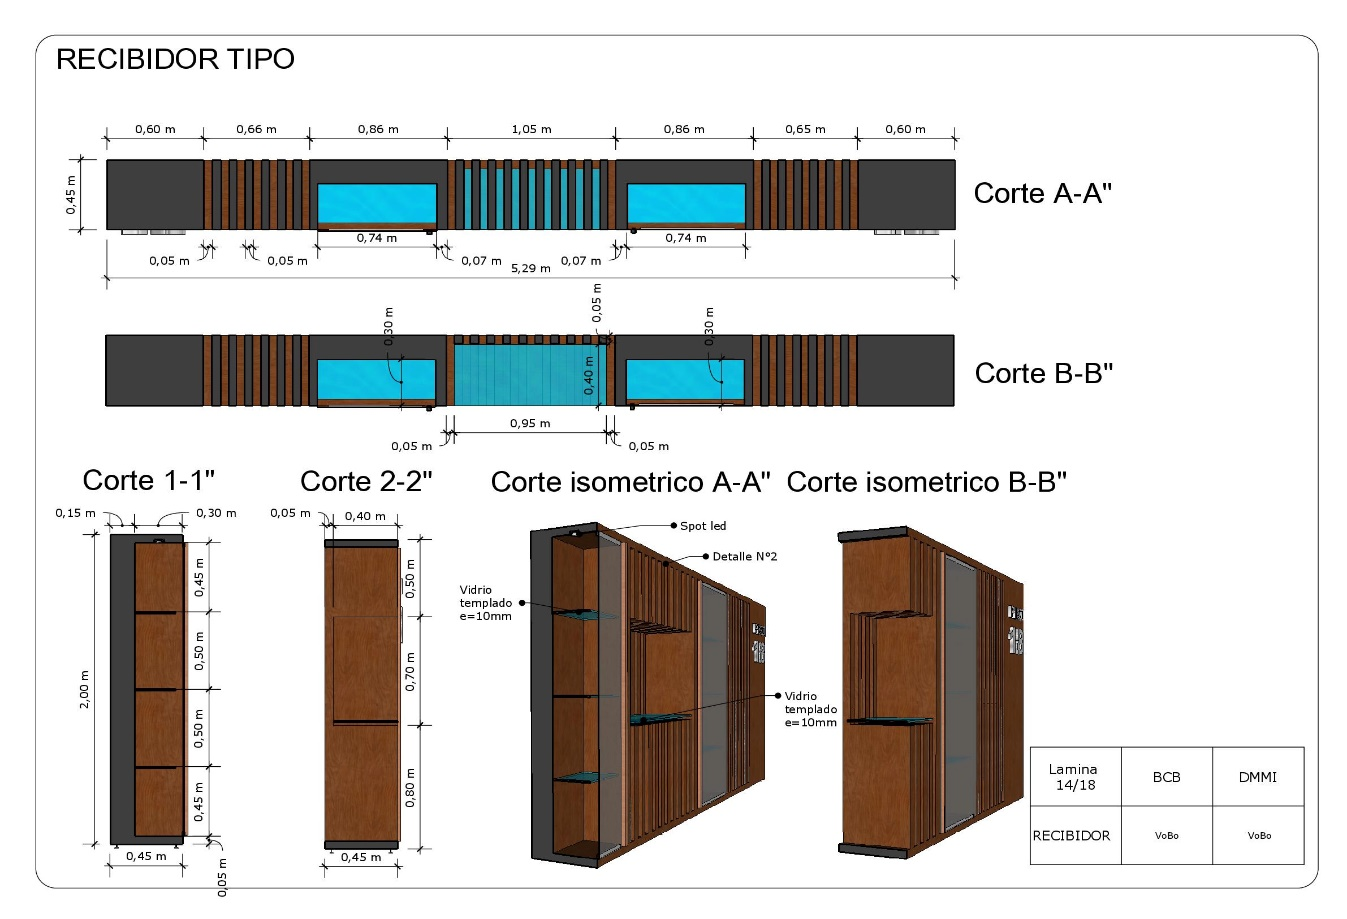 RECIBIDOR TIPO
0,60 m
0,66 m
0,86 m
1,05 m
0,86 m
0,65 m
0,60 m
0,45 m
Corte A-A"
0,74 m
0,74 m
0,05 m
0,05 m
0,07 m
0,07 m
5,29 m
0,05 m
0,30 m
0,30 m
0,40 m
Corte B-B"
0,95 m
0,05 m
0,05 m
Corte 1-1"
Corte 2-2"
Corte isometrico A-A"
Corte isometrico B-B"
0,15 m
0,30 m
0,45 m
0,50 m
0,50 m
0,45 m
2,00 m
0,45 m
0,05 m
0,05 m
0,40 m
0,50 m
0,70 m
0,80 m
0,45 m
Spot led
Detalle N°2
Vidrio
templado
e=10mm
Vidrio
templado
e=10mm
Lamina
14/18
BCB
DMMI
RECIBIDOR
VoBo
VoBo